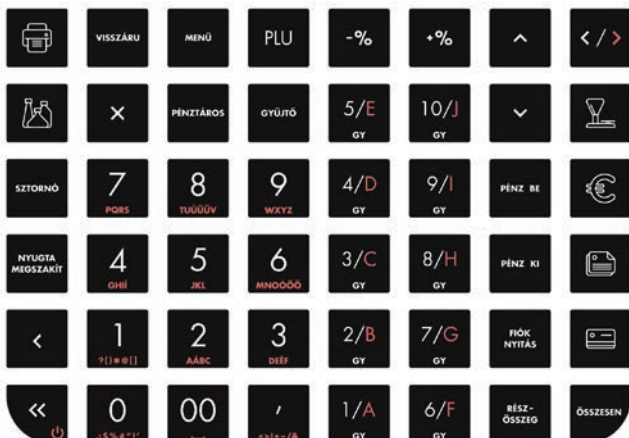 VISSZÁRU
MENÜ
PLU
-%
+%
</>
×
PÉNZTÁROS
GYŰJTŐ
5/E
GY
10/J
GY
SZTORNÓ
7
PQRS
8
TUÚÜŰV
9
WXYZ
4/D
GY
9/I
GY
PÉNZ BE
€
NYUGTA
MEGSZAKÍT
4
GHIÍ
5
JKL
6
MNOÓÖŐ
3/C
GY
8/H
GY
PÉNZ KI
<
1
?()*@[]
2
AÁBC
3
DEÉF
2/B
GY
7/G
GY
FIÓK
NYITÁS
«
0
00
,
1/A
GY
6/F
GY
RÉSZ-
ÖSSZEG
ÖSSZESEN